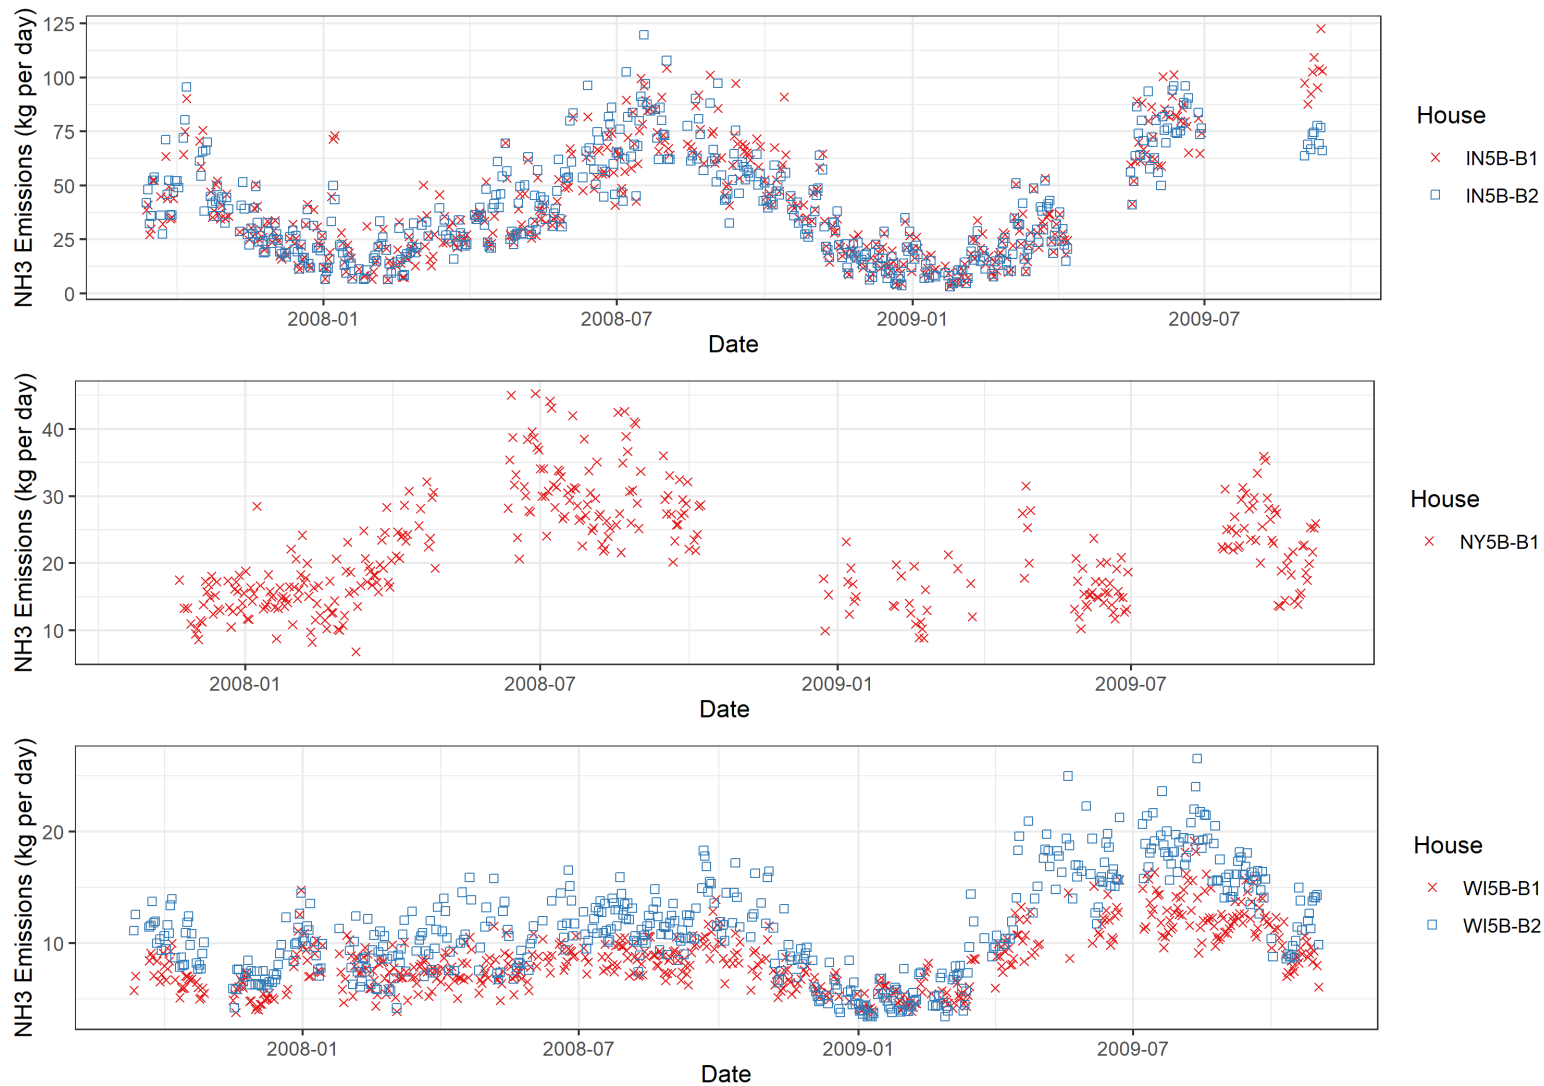 NH3 Emissions (kg per day)
125
100
75
50
25
0
2008-01
2008-07
2009-01
2009-07
Date
House
IN5B-B1
IN5B-B2
NH3 Emissions (kg per day)
40
30
20
10
2008-01
2008-07
2009-01
2009-07
Date
House
NY5B-B1
NH3 Emissions (kg per day)
20
10
2008-01
2008-07
2009-01
2009-07
Date
House
WI5B-B1
WI5B-B2